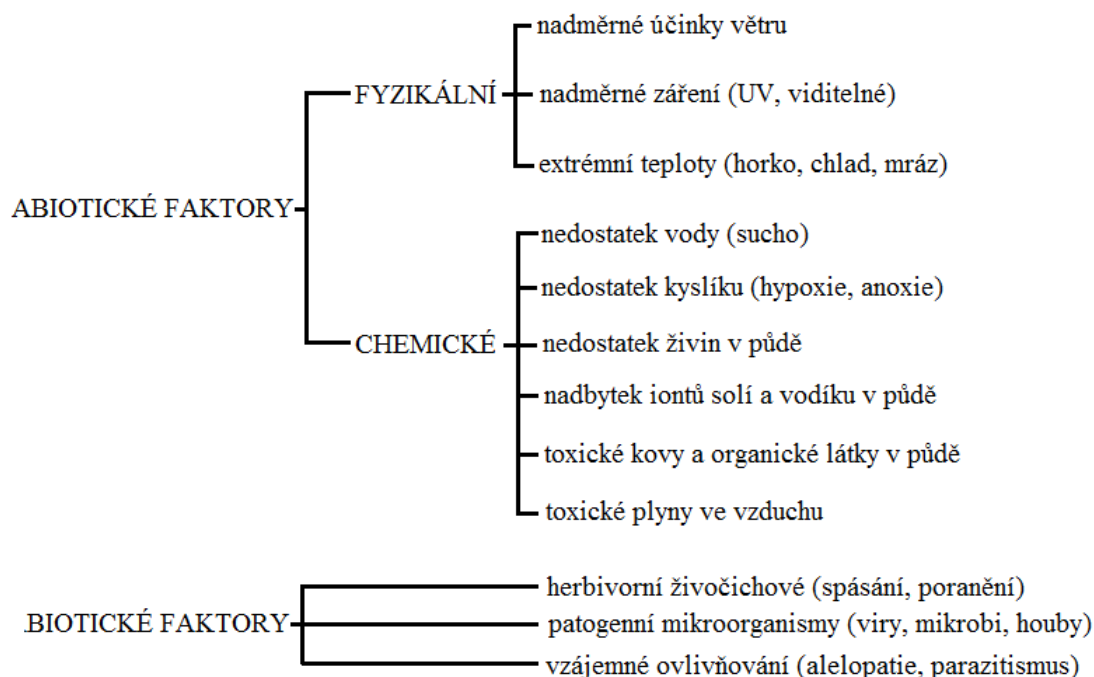 nadměrné účinky větru
FYZIKÁLNÍ
nadměrné záření (UV, viditelné)
extrémní teploty (horko, chlad, mráz)
ABIOTICKÉ FAKTORY
nedostatek vody (sucho)
nedostatek kyslíku (hypoxie, anoxie)
CHEMICKÉ
nedostatek živin v půdě
nadbytek iontů solí a vodíku v půdě
toxické kovy a organické látky v půdě
toxické plyny ve vzduchu
herbivorní živočichové (spásání, poranění)
BIOTICKÉ FAKTORY
patogenní mikroorganismy (viry, mikrobi, houby)
vzájemné ovlivňování (alelopatie, parazitismus)